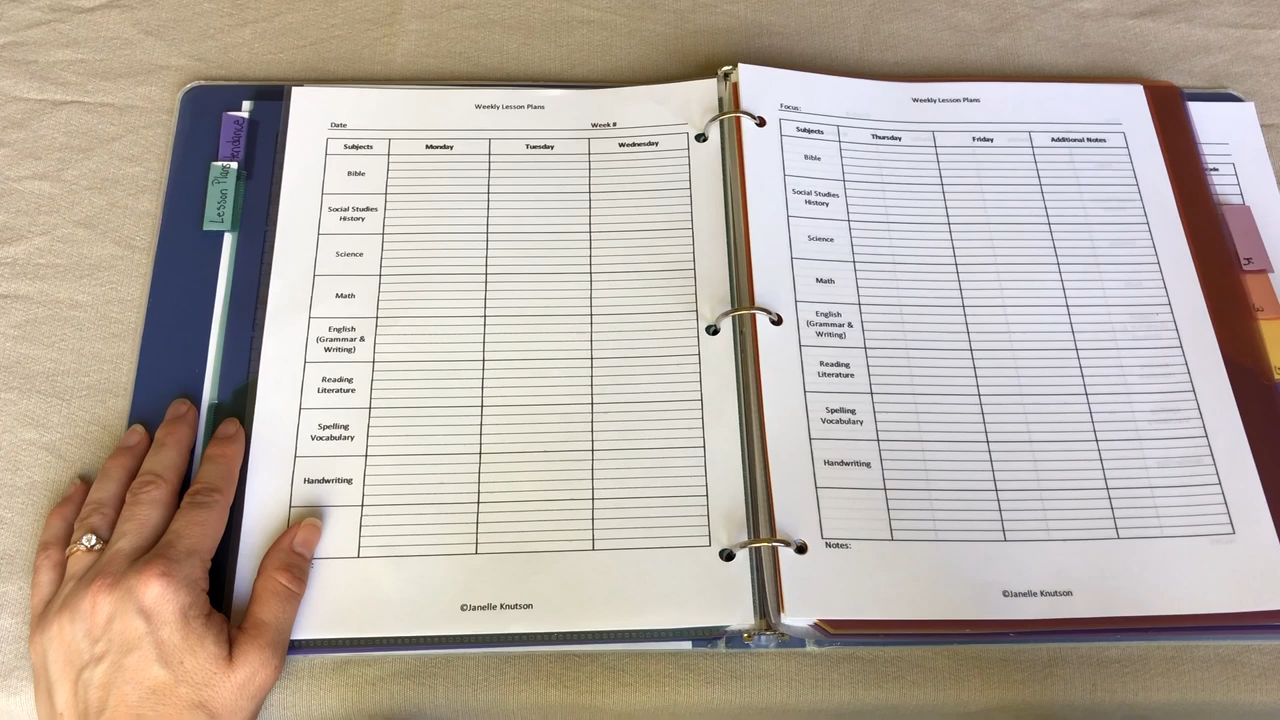 Lesson Plans
Weekly Lesson Plans
Date Week #
Subjects Monday Tuesday Wednesday
Bible
Social Studies
History
Science
Math
English
(Grammar &
Writing)
Reading
Literature
Spelling
Vocabulary
Handwriting
©Janelle Knutson
Weekly Lesson Plans
Focus:
Subjects Thursday Friday Additional Notes
Bible
Social Studies
History
Science
Math
English
(Grammar &
Writing)
Reading
Literature
Spelling
Vocabulary
Handwriting
Notes:
©Janelle Knutson